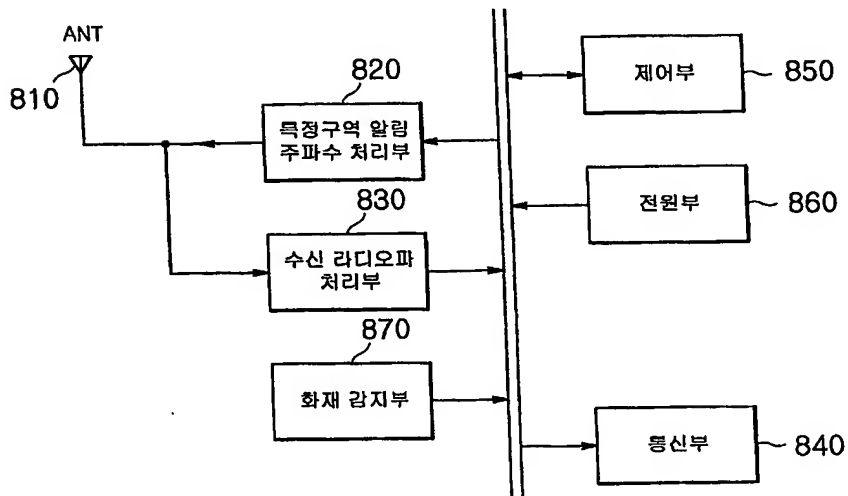 ANT
810
820
특정구역 알림
주파수 처리부
830
수신 라디오파
처리부
870
화재 감지부
제어부
850
전원부
860
통신부
840